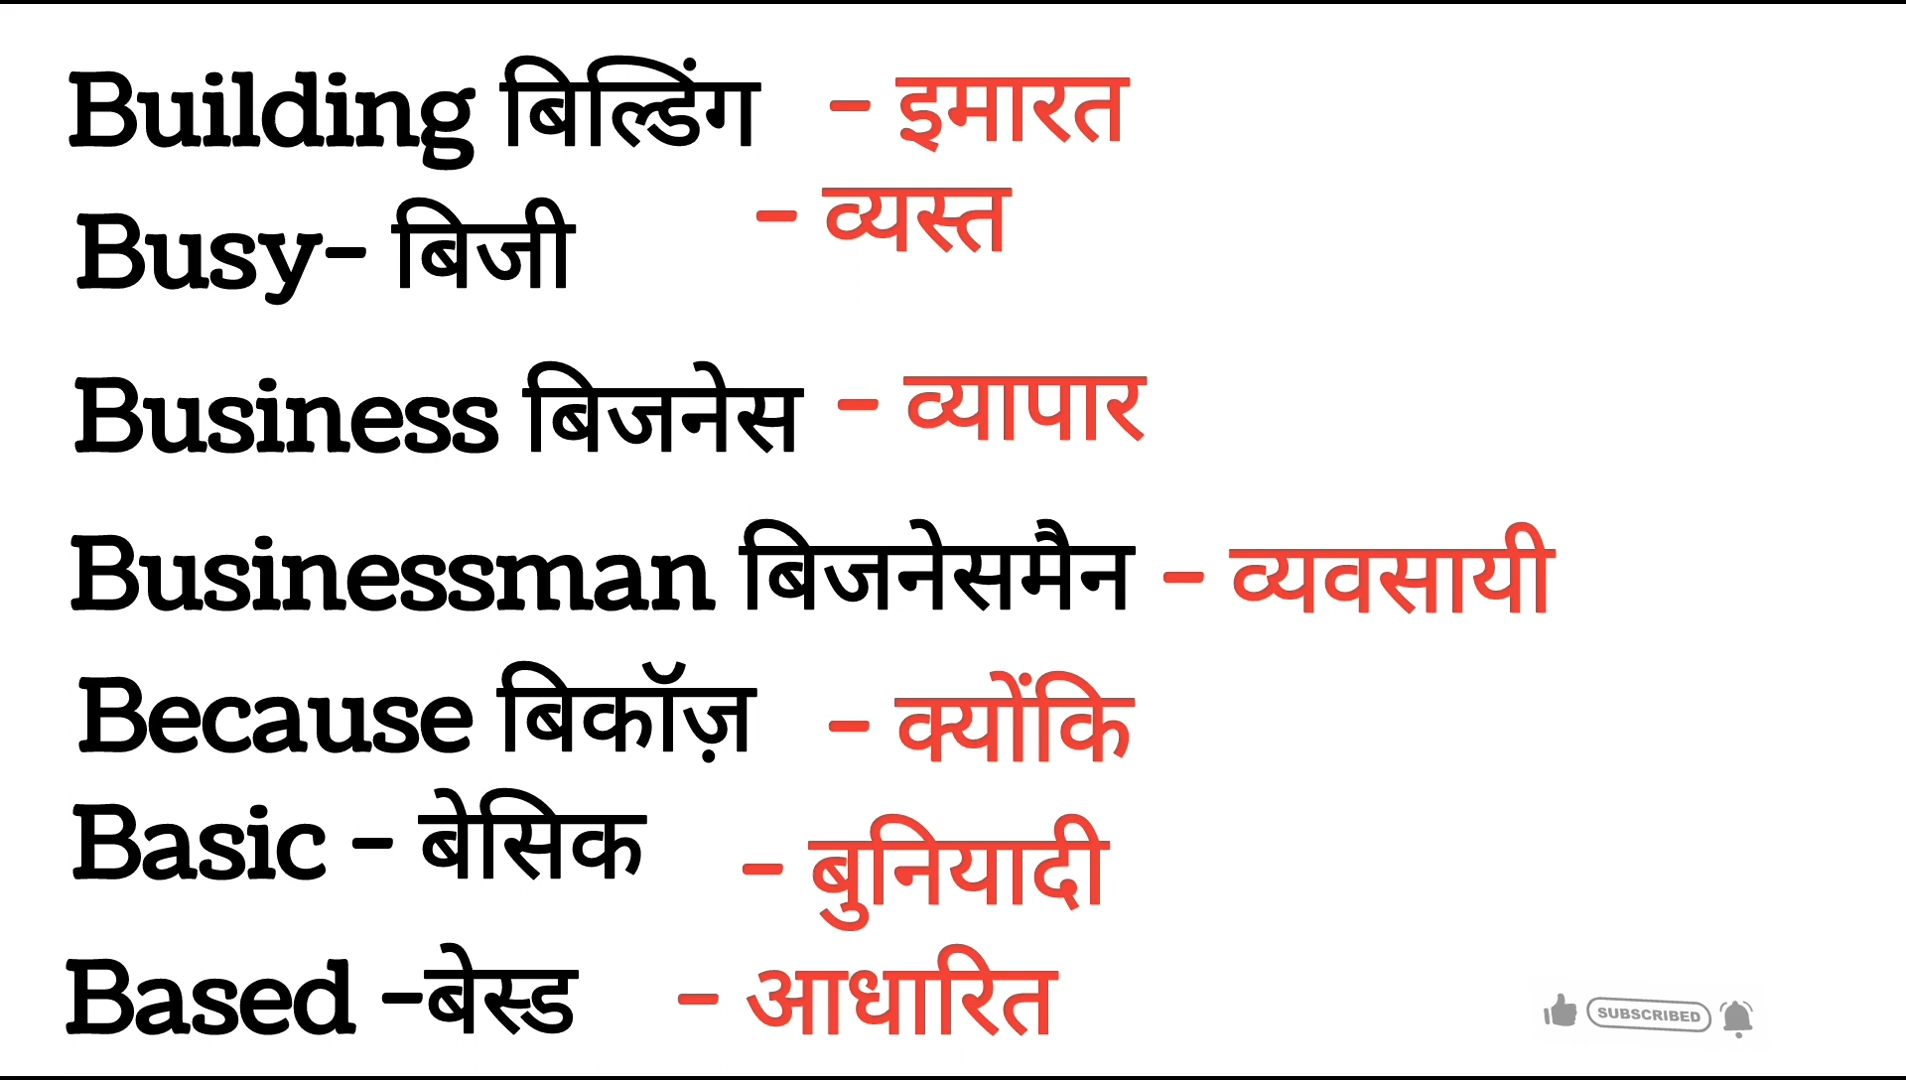 Building बिल्डिंग - इमारत
Busy- बिजी - व्यस्त
Business बिजनेस - व्यापार
Businessman बिजनेसमैन - व्यवसायी
Because बिकॉज़ - क्योंकि
Basic - बेसिक - बुनियादी
Based -बेस्ड - आधारित
SUBSCRIBED